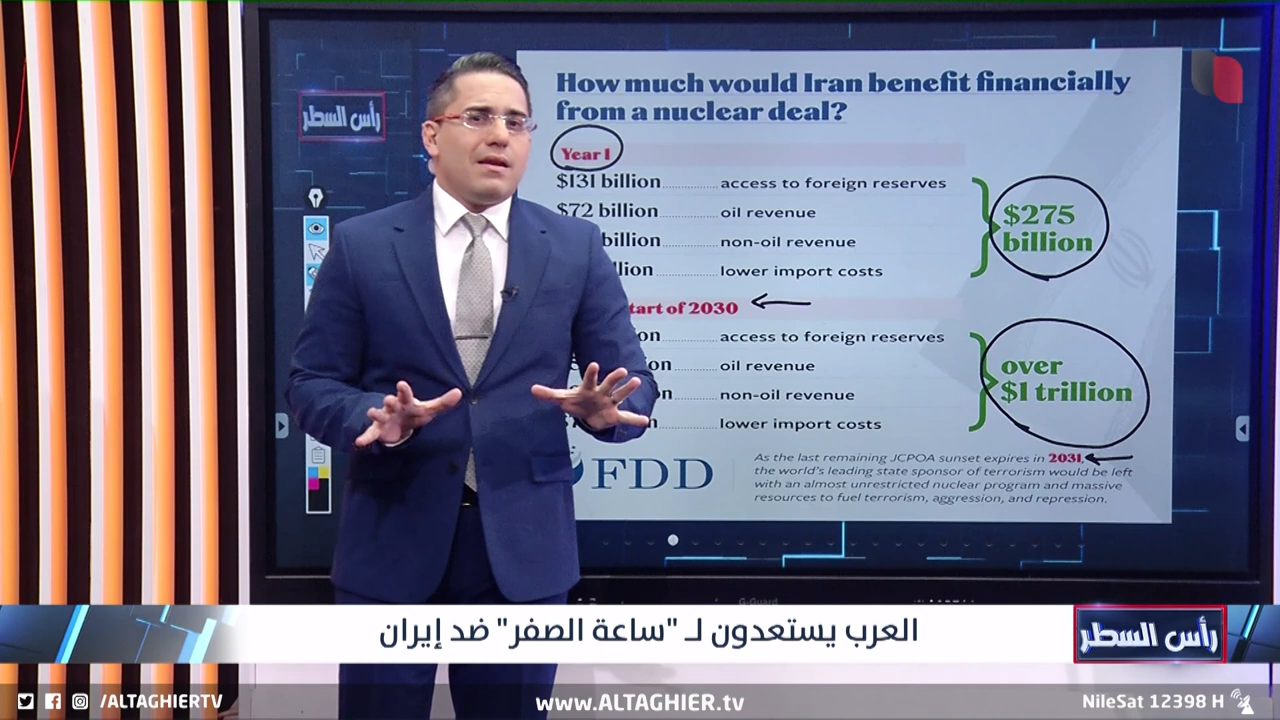 How much would Iran benefit financially
from a nuclear deal?
رأس السطر
Year 1
$131 billion access to foreign reserves
$72 billion oil revenue
billion non-oil revenue
lower import costs
$275
billion
of 2030
access to foreign reserves
oil revenue
non-oil revenue
lower import costs
over
$1 trillion
FDD
As the last remaining JCPOA sunset expires in 2031,
the world's leading state sponsor of terrorism would be left
with an almost unrestricted nuclear program and massive
resources to fuel terrorism, aggression, and repression.
العرب يستعدون لـ "ساعة الصفر" ضد إيران
رأس السطر
/ALTAGHIERTV
www.ALTAGHIER.tv
NileSat 12398 H